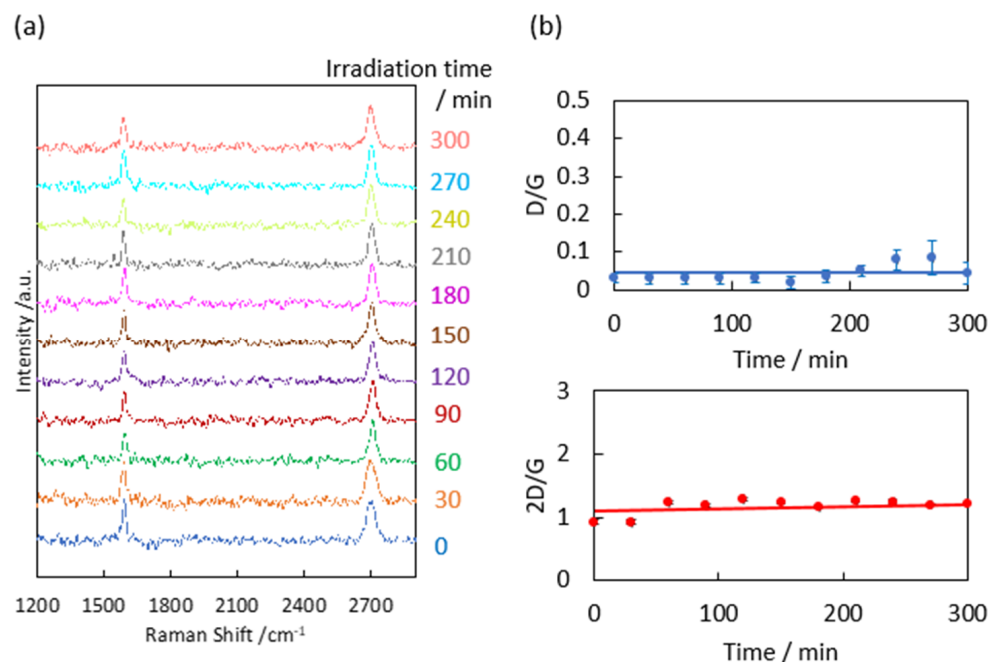 (a)
Irradiation time
/ min
300
270
240
210
180
150
120
90
60
30
0
Intensity /a.u.
1200 1500 1800 2100 2400 2700
Raman Shift /cm-1
(b)
0.5
0.4
0.3
0.2
0.1
0
D/G
0 100 200 300
Time / min
3
2
1
0
2D/G
0 100 200 300
Time / min